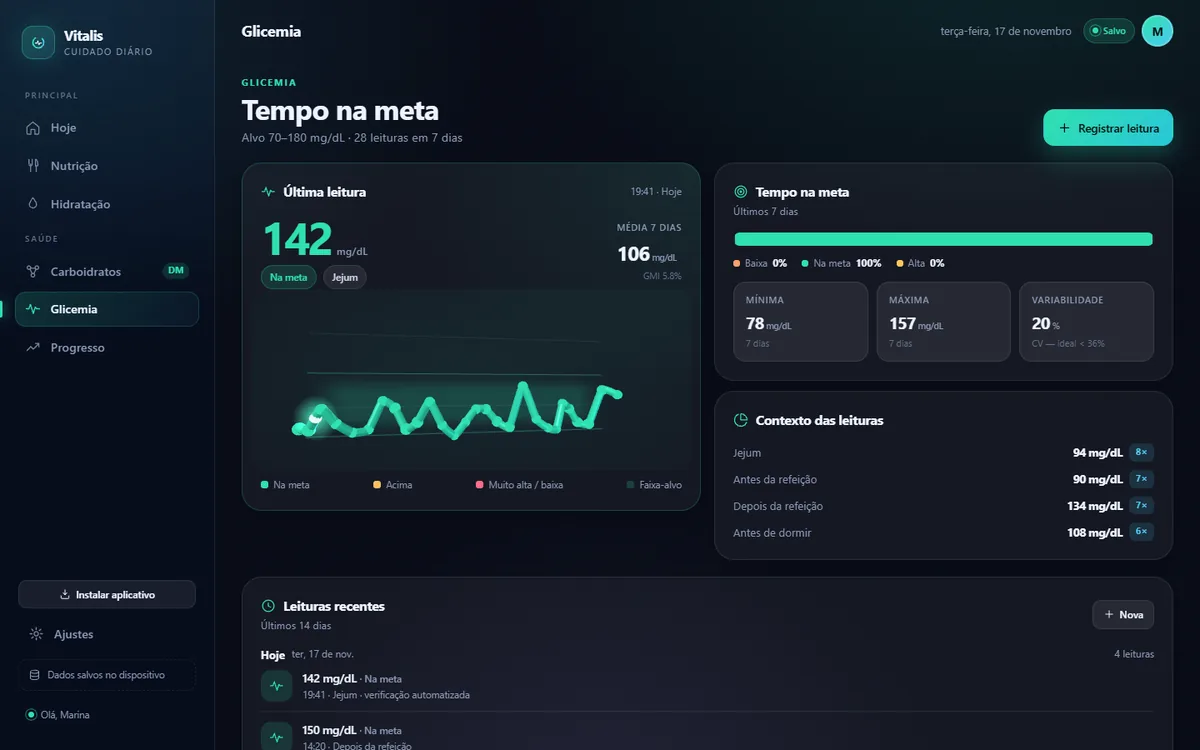 Vitalis
CUIDADO DIÁRIO
PRINCIPAL
Hoje
Nutrição
Hidratação
SAÚDE
Carboidratos DM
Glicemia
Progresso
Instalar aplicativo
Ajustes
Dados salvos no dispositivo
Olá, Marina
Glicemia
terça-feira, 17 de novembro
Salvo
M
GLICEMIA
Tempo na meta
Alvo 70–180 mg/dL · 28 leituras em 7 dias
+ Registrar leitura
Última leitura
19:41 · Hoje
142 mg/dL
Na meta
Jejum
MÉDIA 7 DIAS
106 mg/dL
GMI 5.8%
Na meta
Acima
Muito alta / baixa
Faixa-alvo
Tempo na meta
Últimos 7 dias
Baixa 0%
Na meta 100%
Alta 0%
MÍNIMA
78 mg/dL
7 dias
MÁXIMA
157 mg/dL
7 dias
VARIABILIDADE
20 %
CV — ideal < 36%
Contexto das leituras
Jejum 94 mg/dL 8×
Antes da refeição 90 mg/dL 7×
Depois da refeição 134 mg/dL 7×
Antes de dormir 108 mg/dL 6×
Leituras recentes
Últimos 14 dias
+ Nova
Hoje ter, 17 de nov.
4 leituras
142 mg/dL · Na meta
19:41 · Jejum · verificação automatizada
150 mg/dL · Na meta
14:20 · Depois da refeição